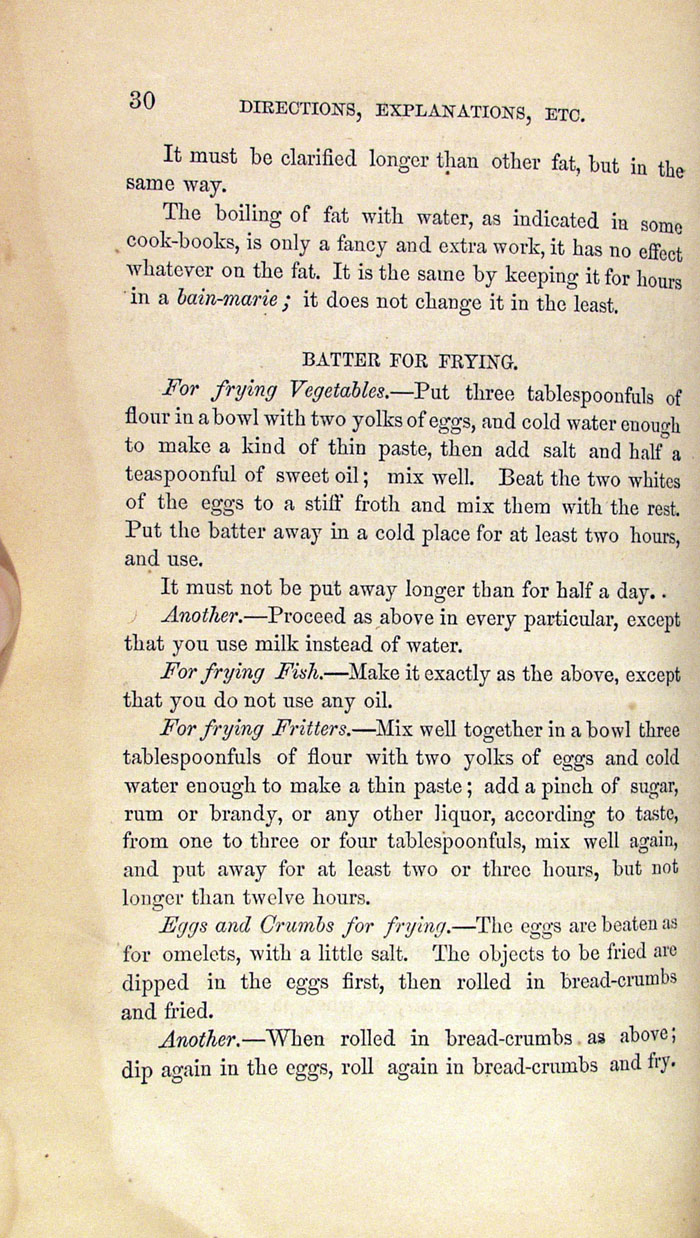 30
DIRECTIONS, EXPLANATIONS, ETC.
It must be clarified longer than other fat, but in the
same way.
The boiling of fat with water, as indicated in some
cook-books, is only a fancy and extra work, it has no effect
whatever on the fat. It is the same by keeping it for hours
in a bain-marie; it does not change it in the least.
BATTER FOR FRYING.
For frying Vegetables.—Put three tablespoonfuls of
flour in a bowl with two yolks of eggs, and cold water enough
to make a kind of thin paste, then add salt and half a
teaspoonful of sweet oil; mix well. Beat the two whites
of the eggs to a stiff froth and mix them with the rest.
Put the batter away in a cold place for at least two hours,
and use.
It must not be put away longer than for half a day.
Another.—Proceed as above in every particular, except
that you use milk instead of water.
For frying Fish.—Make it exactly as the above, except
that you do not use any oil.
For frying Fritters.—Mix well together in a bowl three
tablespoonfuls of flour with two yolks of eggs and cold
water enough to make a thin paste; add a pinch of sugar,
rum or brandy, or any other liquor, according to taste,
from one to three or four tablespoonfuls, mix well again,
and put away for at least two or three hours, but not
longer than twelve hours.
Eggs and Crumbs for frying.—The eggs are beaten as
for omelets, with a little salt. The objects to be fried are
dipped in the eggs first, then rolled in bread-crumbs
and fried.
Another.—When rolled in bread-crumbs as above;
dip again in the eggs, roll again in bread-crumbs and fry.